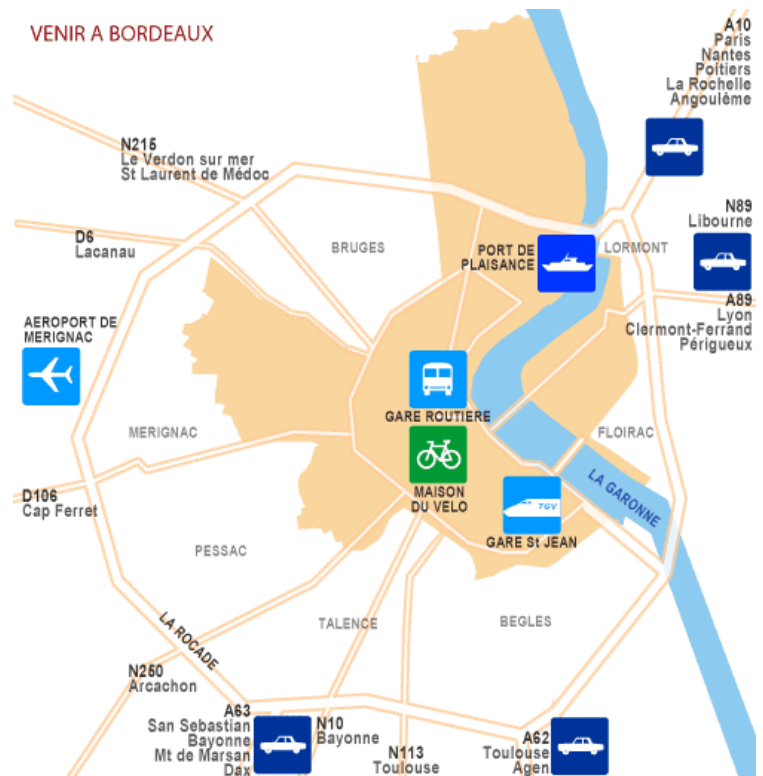 VENIR A BORDEAUX
A10
Paris
Nantes
Poitiers
La Rochelle
Angoulême
N215
Le Verdon sur mer
St Laurent de Médoc
N89
Libourne
D6
Lacanau
BRUGES
PORT DE
PLAISANCE
LORMONT
A89
Lyon
Clermont-Ferrand
Périgueux
AEROPORT DE
MERIGNAC
GARE ROUTIERE
MERIGNAC
FLOIRAC
MAISON
DU VELO
LA GARONNE
D106
Cap Ferret
TGV
GARE St JEAN
PESSAC
TALENCE
BEGLES
LA ROCADE
N250
Arcachon
A63
San Sebastian
Bayonne
Mt de Marsan
Dax
N10
Bayonne
N113
Toulouse
A62
Toulouse
Agen